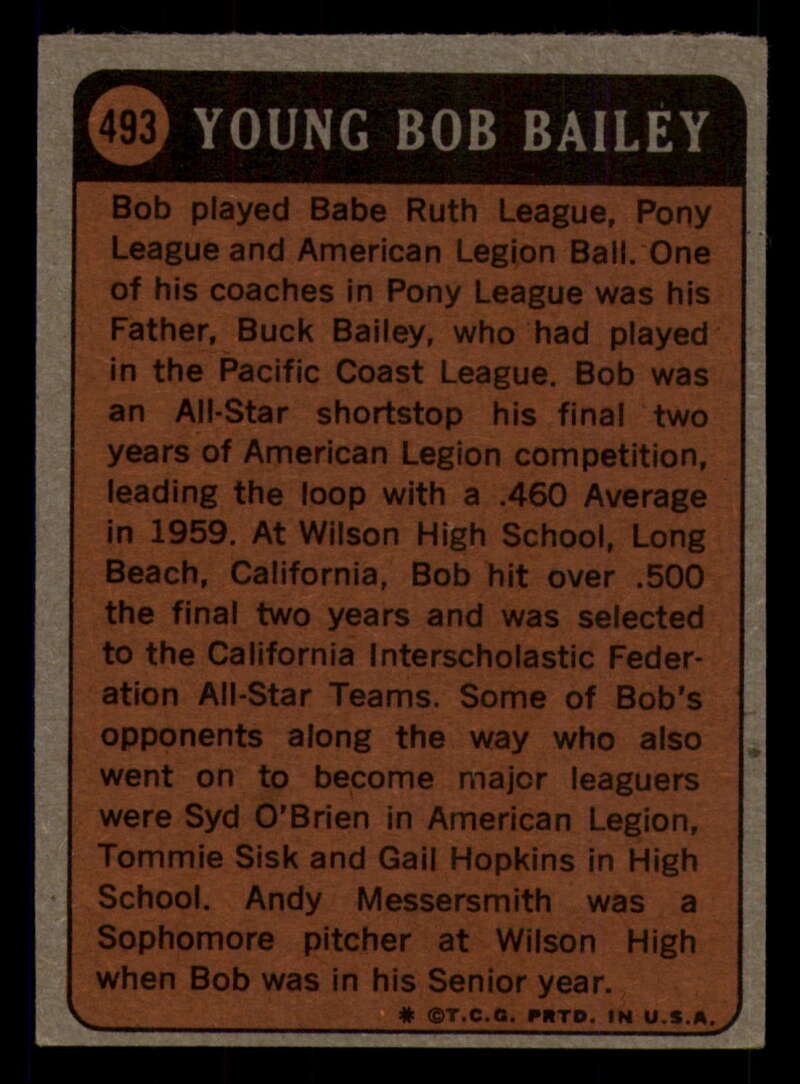 493 YOUNG BOB BAILEY
Bob played Babe Ruth League, Pony
League and American Legion Ball. One
of his coaches in Pony League was his
Father, Buck Bailey, who had played
in the Pacific Coast League. Bob was
an All-Star shortstop his final two
years of American Legion competition,
leading the loop with a .460 Average
in 1959. At Wilson High School, Long
Beach, California, Bob hit over .500
the final two years and was selected
to the California Interscholastic Feder-
ation All-Star Teams. Some of Bob's
opponents along the way who also
went on to become major leaguers
were Syd O'Brien in American Legion,
Tommie Sisk and Gail Hopkins in High
School. Andy Messersmith was a
Sophomore pitcher at Wilson High
when Bob was in his Senior year.
* ©T.C.G. PRTD. IN U.S.A.